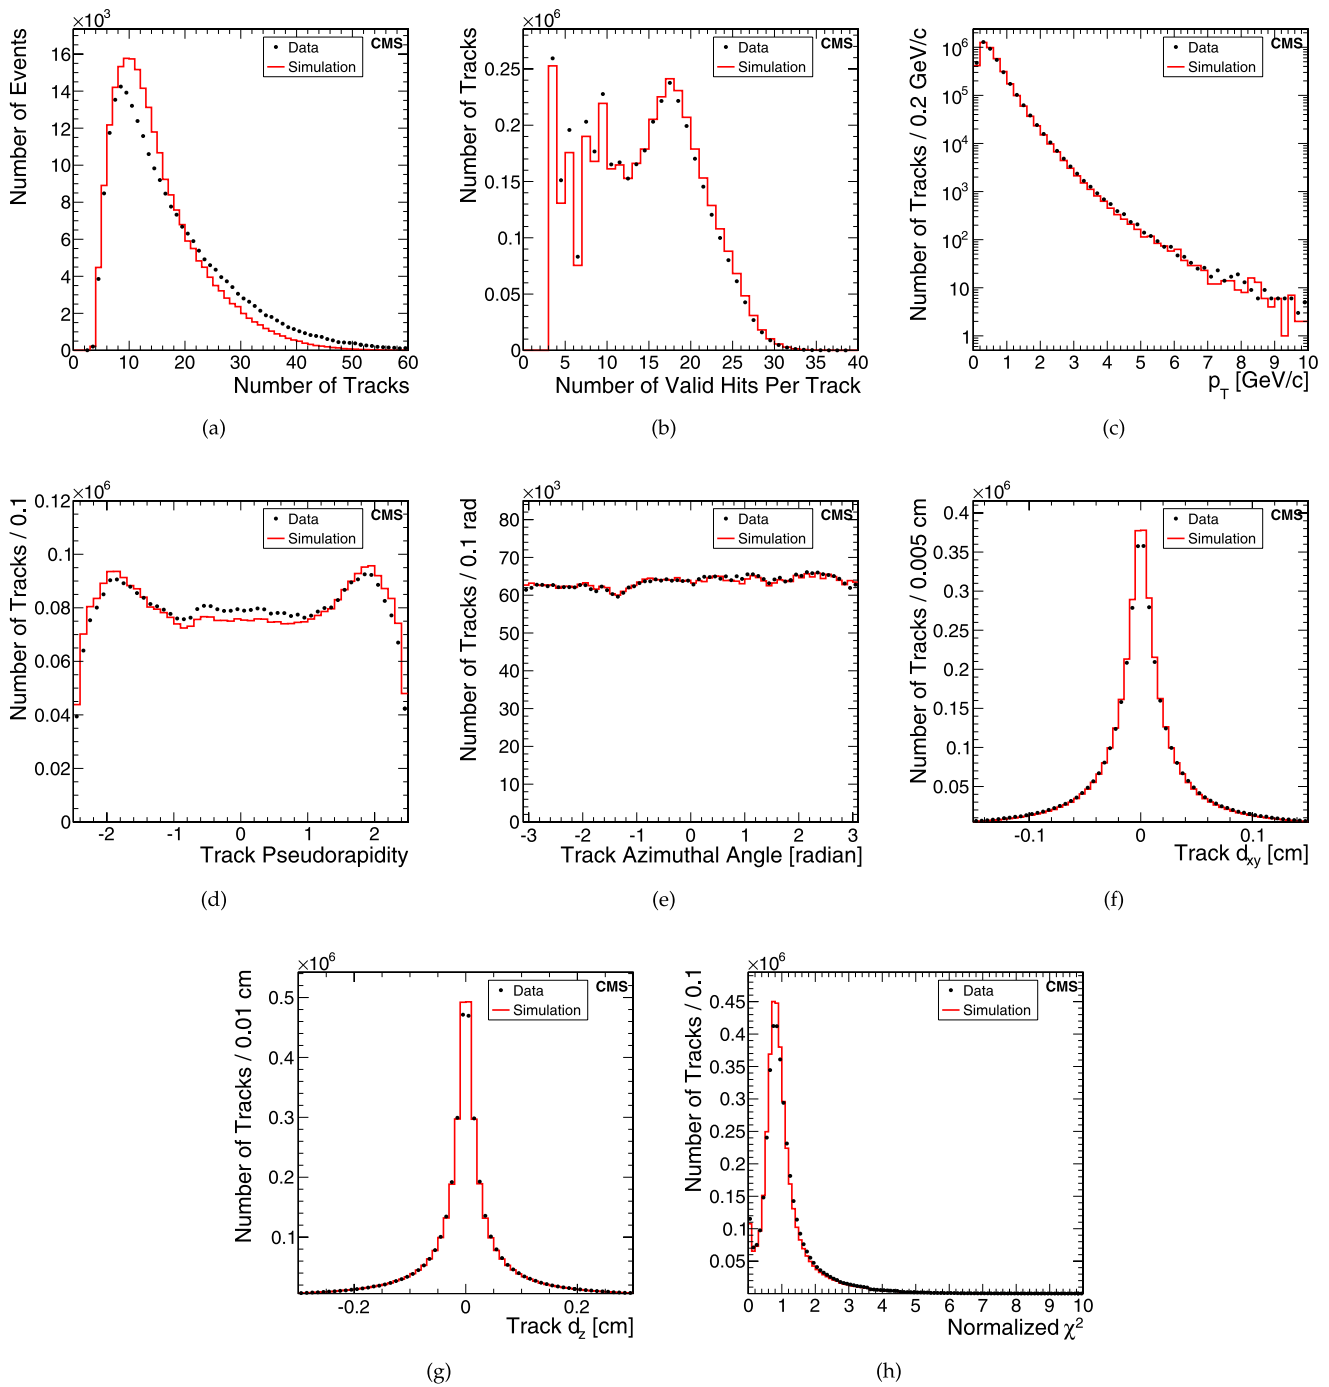 ×10³
Number of Events
16
14
12
10
8
6
4
2
0
0 10 20 30 40 50 60
Number of Tracks
Data
Simulation
CMS
(a)
×10⁶
Number of Tracks
0.25
0.2
0.15
0.1
0.05
0
0 5 10 15 20 25 30 35 40
Number of Valid Hits Per Track
Data
Simulation
CMS
(b)
Number of Tracks / 0.2 GeV/c
10⁶
10⁵
10⁴
10³
10²
10
1
0 1 2 3 4 5 6 7 8 9 10
p_T [GeV/c]
Data
Simulation
CMS
(c)
×10⁶
Number of Tracks / 0.1
0.12
0.1
0.08
0.06
0.04
0.02
0
-2 -1 0 1 2
Track Pseudorapidity
Data
Simulation
CMS
(d)
×10³
Number of Tracks / 0.1 rad
80
70
60
50
40
30
20
10
0
-3 -2 -1 0 1 2 3
Track Azimuthal Angle [radian]
Data
Simulation
CMS
(e)
×10⁶
Number of Tracks / 0.005 cm
0.4
0.35
0.3
0.25
0.2
0.15
0.1
0.05
-0.1 0 0.1
Track d_xy [cm]
Data
Simulation
CMS
(f)
×10⁶
Number of Tracks / 0.01 cm
0.5
0.4
0.3
0.2
0.1
-0.2 0 0.2
Track d_z [cm]
Data
Simulation
CMS
(g)
×10⁶
Number of Tracks / 0.1
0.45
0.4
0.35
0.3
0.25
0.2
0.15
0.1
0.05
0 1 2 3 4 5 6 7 8 9 10
Normalized χ²
Data
Simulation
CMS
(h)